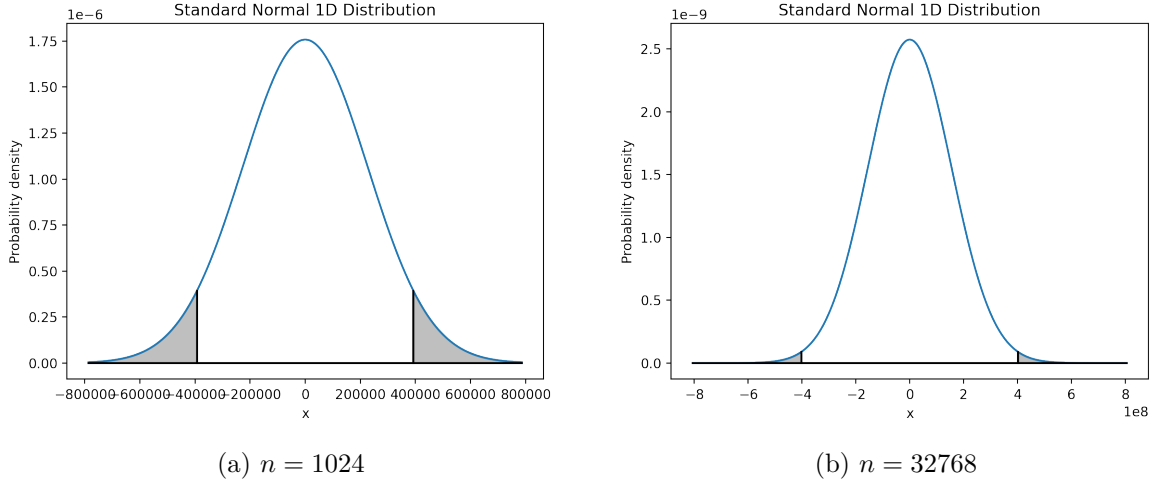 Standard Normal 1D Distribution
1e−6
1.75
1.50
1.25
1.00
0.75
0.50
0.25
0.00
Probability density
−800000 −600000 −400000 −200000 0 200000 400000 600000 800000
x
(a) n = 1024
Standard Normal 1D Distribution
1e−9
2.5
2.0
1.5
1.0
0.5
0.0
Probability density
−8 −6 −4 −2 0 2 4 6 8
1e8
x
(b) n = 32768